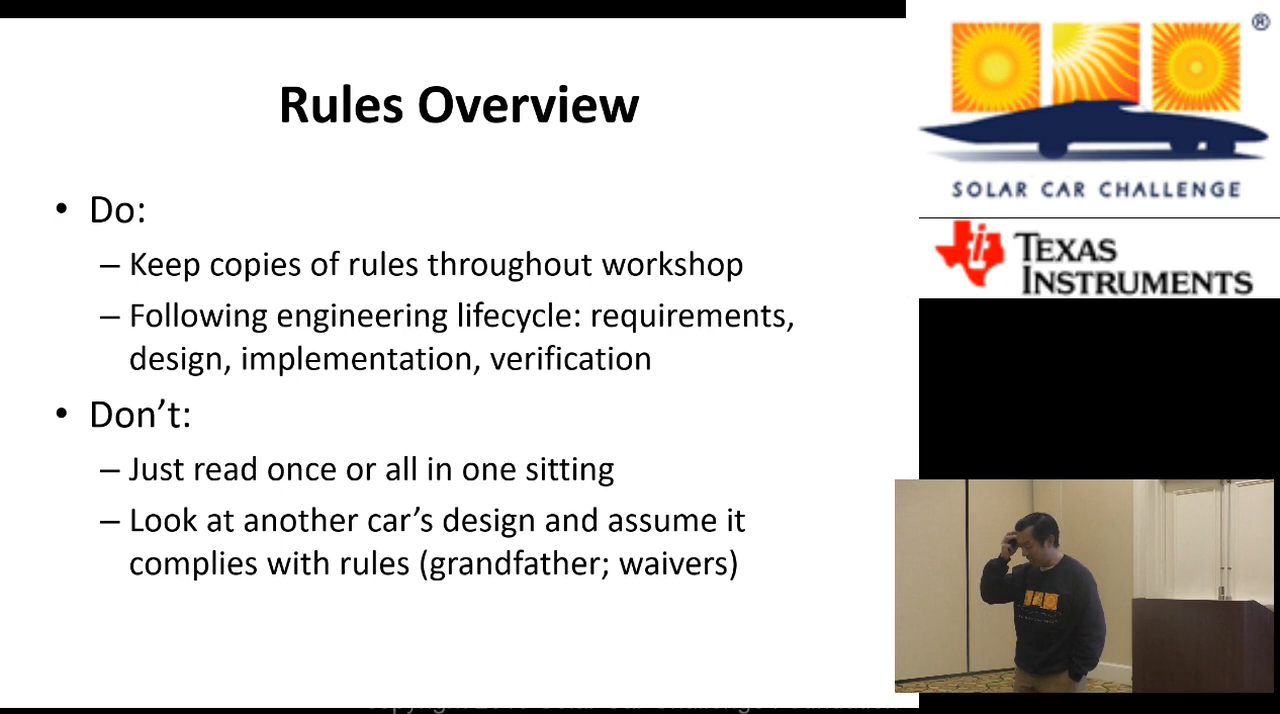 Rules Overview
• Do:
– Keep copies of rules throughout workshop
– Following engineering lifecycle: requirements,
design, implementation, verification
• Don’t:
– Just read once or all in one sitting
– Look at another car’s design and assume it
complies with rules (grandfather; waivers)
®
SOLAR CAR CHALLENGE
TEXAS
INSTRUMENTS